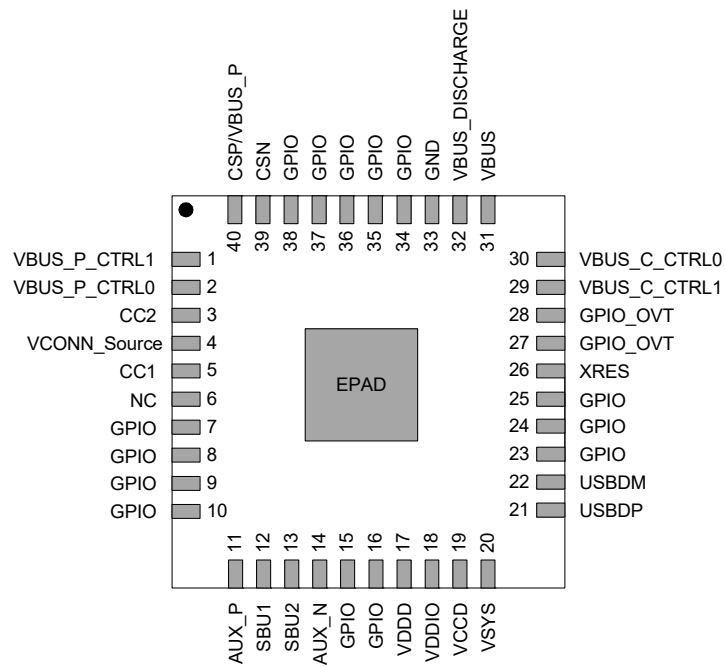 CSP/VBUS_P
CSN
GPIO
GPIO
GPIO
GPIO
GPIO
GND
VBUS_DISCHARGE
VBUS
40
39
38
37
36
35
34
33
32
31
VBUS_P_CTRL1 1
VBUS_P_CTRL0 2
CC2 3
VCONN_Source 4
CC1 5
NC 6
GPIO 7
GPIO 8
GPIO 9
GPIO 10
EPAD
30 VBUS_C_CTRL0
29 VBUS_C_CTRL1
28 GPIO_OVT
27 GPIO_OVT
26 XRES
25 GPIO
24 GPIO
23 GPIO
22 USBDM
21 USBDP
11
12
13
14
15
16
17
18
19
20
AUX_P
SBU1
SBU2
AUX_N
GPIO
GPIO
VDDD
VDDIO
VCCD
VSYS